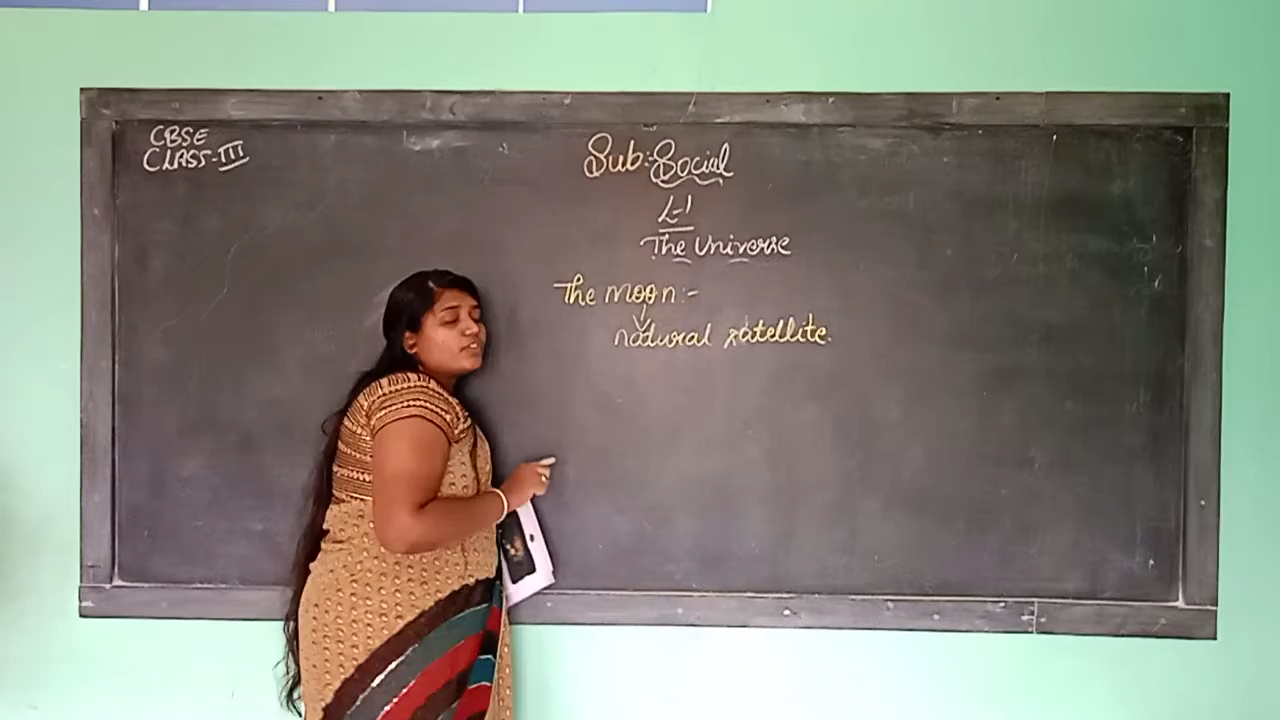 CBSE
CLASS-III
Sub:-Social
L-1
The Universe
The moon:-
natural satellite.